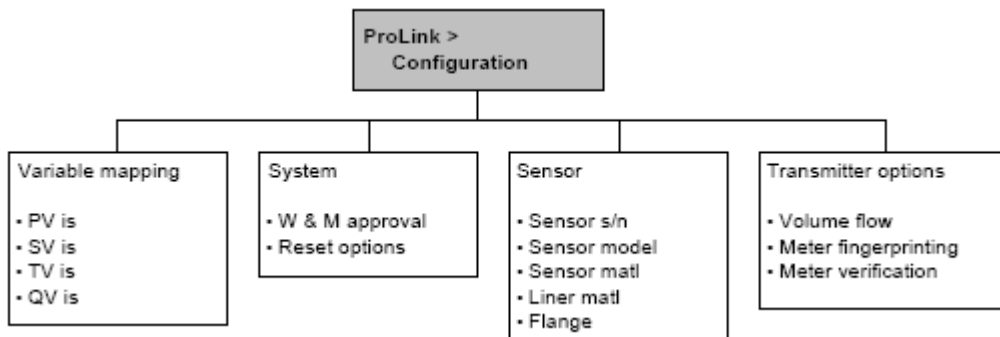 ProLink >
Configuration
Variable mapping
▪ PV is
▪ SV is
▪ TV is
▪ QV is
System
▪ W & M approval
▪ Reset options
Sensor
▪ Sensor s/n
▪ Sensor model
▪ Sensor matl
▪ Liner matl
▪ Flange
Transmitter options
▪ Volume flow
▪ Meter fingerprinting
▪ Meter verification